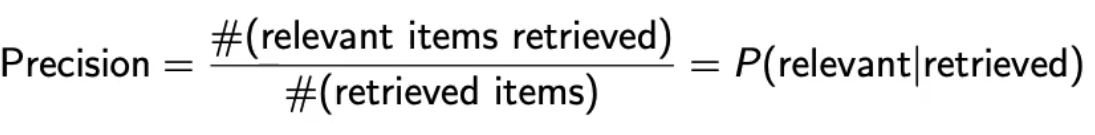 Precision = #(relevant items retrieved) / #(retrieved items) = P(relevant|retrieved)